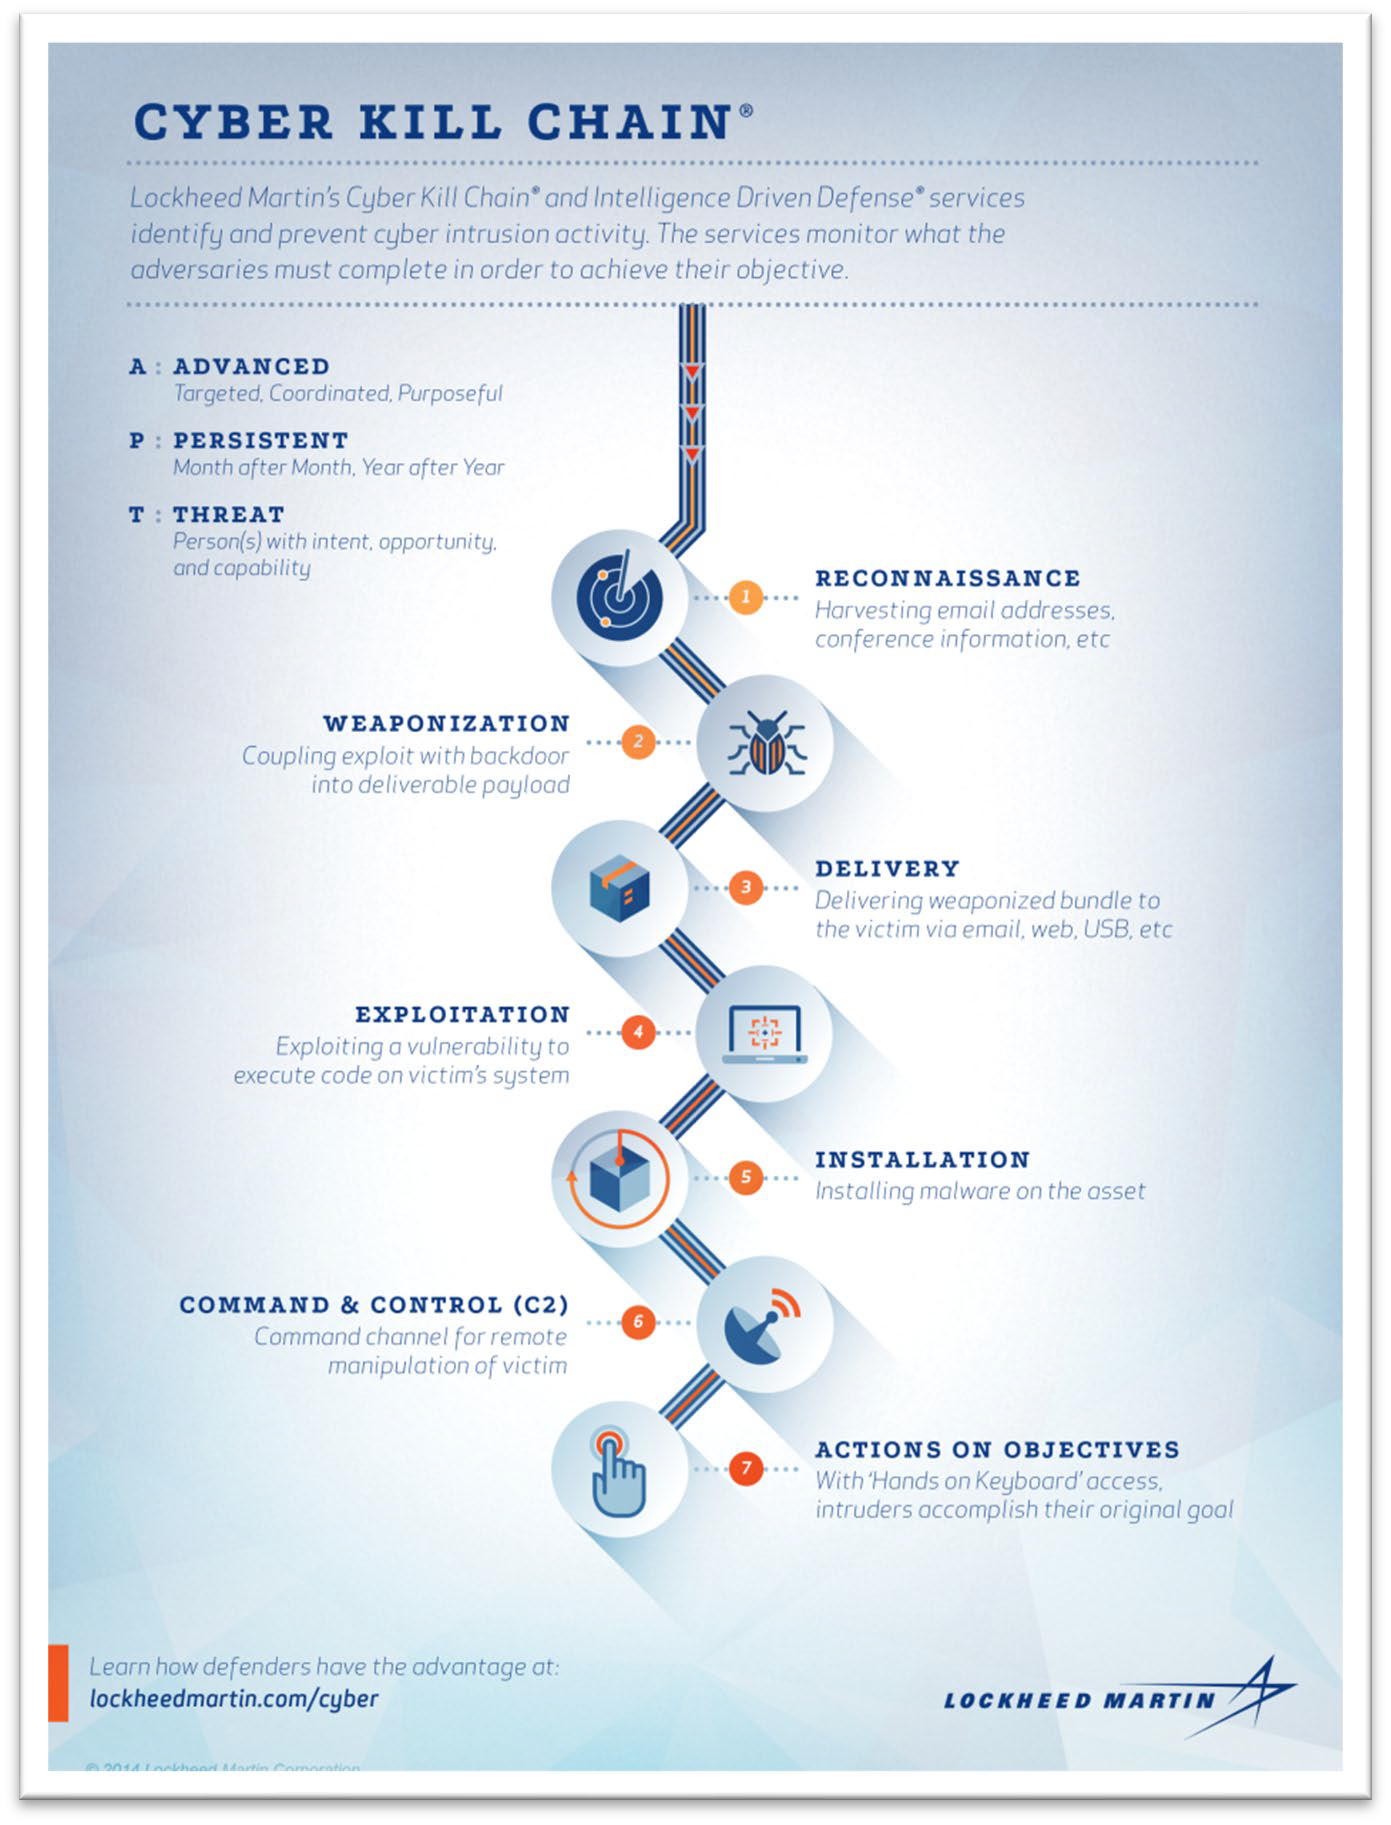 CYBER KILL CHAIN®
Lockheed Martin's Cyber Kill Chain® and Intelligence Driven Defense® services
identify and prevent cyber intrusion activity. The services monitor what the
adversaries must complete in order to achieve their objective.
A : ADVANCED
Targeted, Coordinated, Purposeful
P : PERSISTENT
Month after Month, Year after Year
T : THREAT
Person(s) with intent, opportunity,
and capability
1
RECONNAISSANCE
Harvesting email addresses,
conference information, etc
WEAPONIZATION
Coupling exploit with backdoor
into deliverable payload
2
3
DELIVERY
Delivering weaponized bundle to
the victim via email, web, USB, etc
EXPLOITATION
Exploiting a vulnerability to
execute code on victim's system
4
5
INSTALLATION
Installing malware on the asset
COMMAND & CONTROL (C2)
Command channel for remote
manipulation of victim
6
7
ACTIONS ON OBJECTIVES
With 'Hands on Keyboard' access,
intruders accomplish their original goal
Learn how defenders have the advantage at:
lockheedmartin.com/cyber
LOCKHEED MARTIN
© 2014 Lockheed Martin Corporation